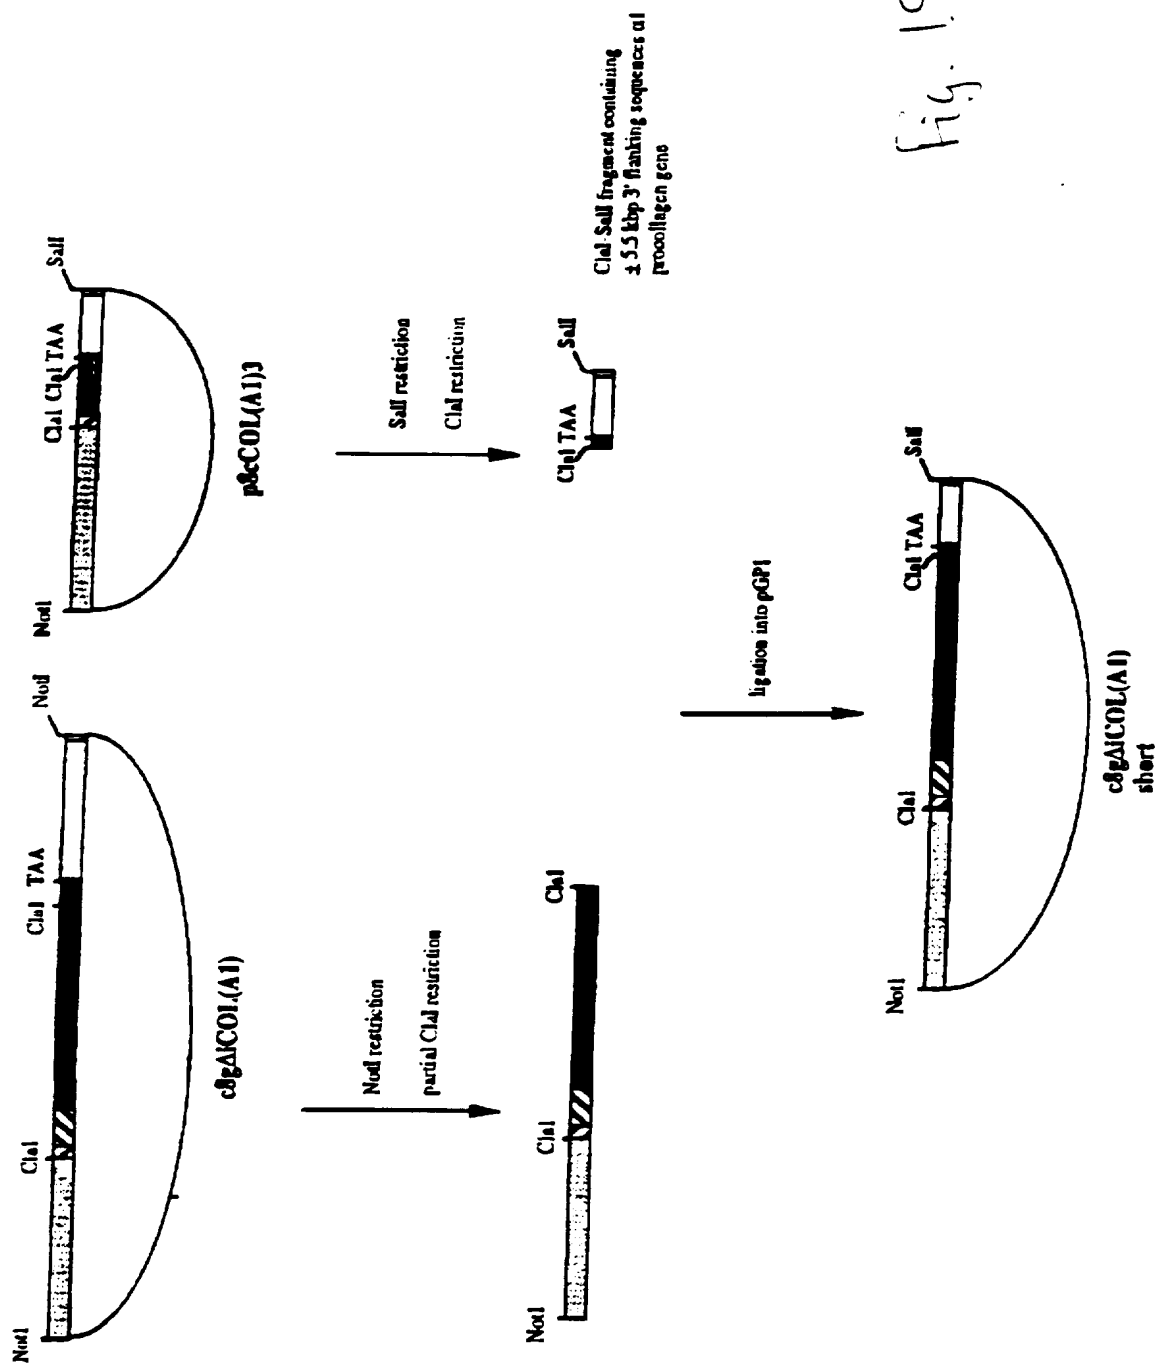 NotI
ClaI
ClaI TAA
NotI
c8gΔiCOL(A1)
NotI
ClaI ClaI TAA
SalI
p8cCOL(A1)3
NotI restriction
partial ClaI restriction
SalI restriction
ClaI restriction
NotI
ClaI
ClaI
ClaI TAA
SalI
ClaI-SalI fragment containing
± 5.5 kbp 3' flanking sequences α1
procollagen gene
ligation into pGP1
NotI
ClaI
ClaI TAA
SalI
c8gΔiCOL(A1)
short
Fig.